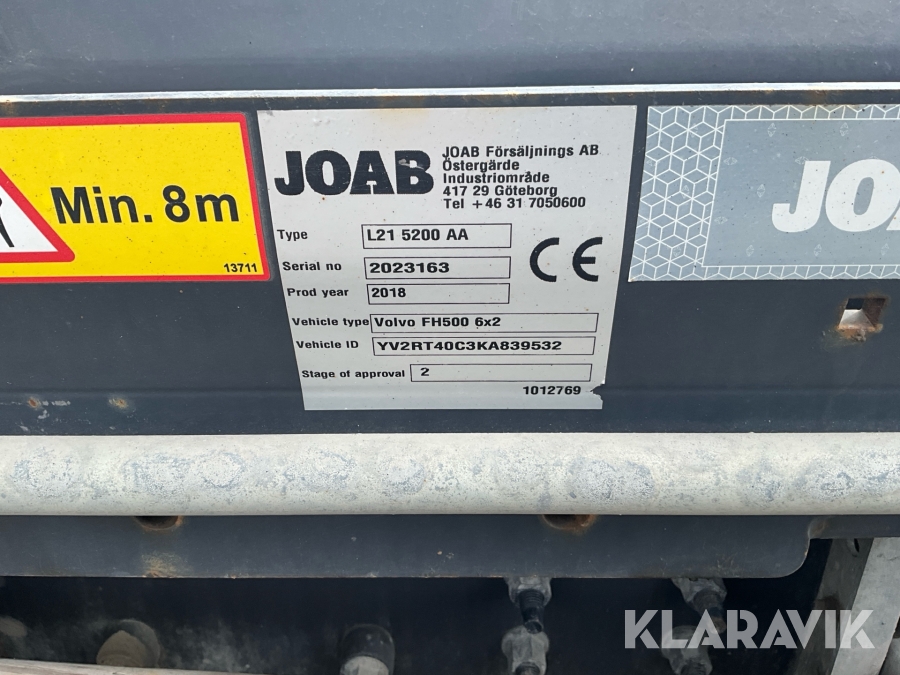 Min. 8m
13711
JOAB
JOAB Försäljnings AB
Östergärde
Industriområde
417 29 Göteborg
Tel +46 31 7050600
Type L21 5200 AA
Serial no 2023163
Prod year 2018
CE
Vehicle type Volvo FH500 6x2
Vehicle ID YV2RT40C3KA839532
Stage of approval 2
1012769
KLARAVIK